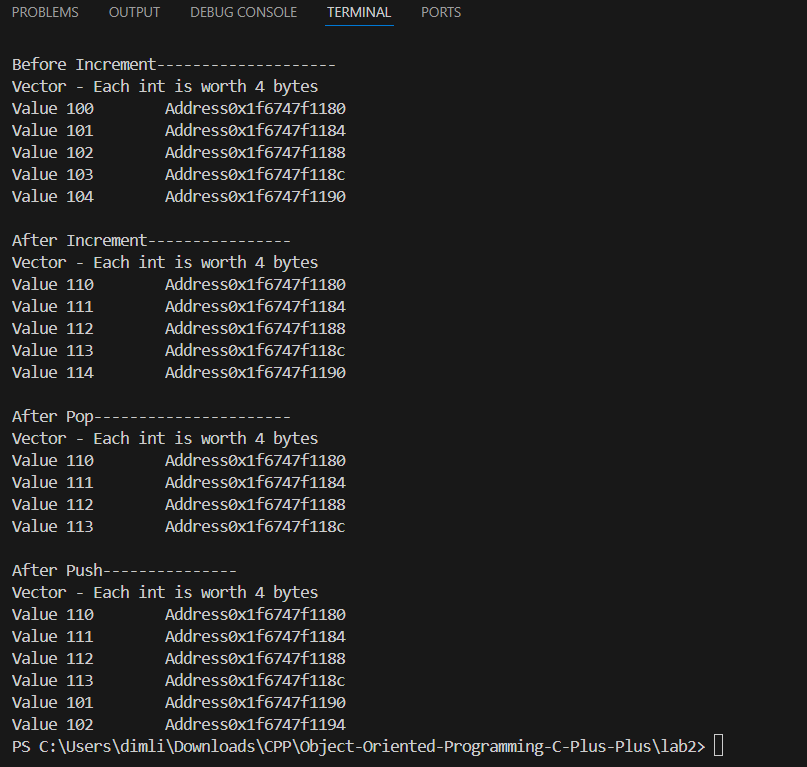 PROBLEMS OUTPUT DEBUG CONSOLE TERMINAL PORTS
Before Increment--------------------
Vector - Each int is worth 4 bytes
Value 100 Address0x1f6747f1180
Value 101 Address0x1f6747f1184
Value 102 Address0x1f6747f1188
Value 103 Address0x1f6747f118c
Value 104 Address0x1f6747f1190
After Increment----------------
Vector - Each int is worth 4 bytes
Value 110 Address0x1f6747f1180
Value 111 Address0x1f6747f1184
Value 112 Address0x1f6747f1188
Value 113 Address0x1f6747f118c
Value 114 Address0x1f6747f1190
After Pop----------------------
Vector - Each int is worth 4 bytes
Value 110 Address0x1f6747f1180
Value 111 Address0x1f6747f1184
Value 112 Address0x1f6747f1188
Value 113 Address0x1f6747f118c
After Push---------------
Vector - Each int is worth 4 bytes
Value 110 Address0x1f6747f1180
Value 111 Address0x1f6747f1184
Value 112 Address0x1f6747f1188
Value 113 Address0x1f6747f118c
Value 101 Address0x1f6747f1190
Value 102 Address0x1f6747f1194
PS C:\Users\dimli\Downloads\CPP\Object-Oriented-Programming-C-Plus-Plus\lab2>